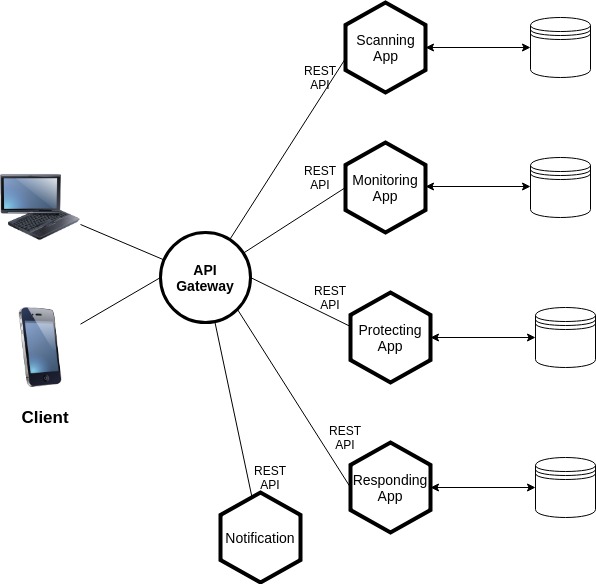 Scanning
App
REST
API
REST
API
Monitoring
App
API
Gateway
REST
API
Protecting
App
Client
REST
API
Responding
App
REST
API
Notification